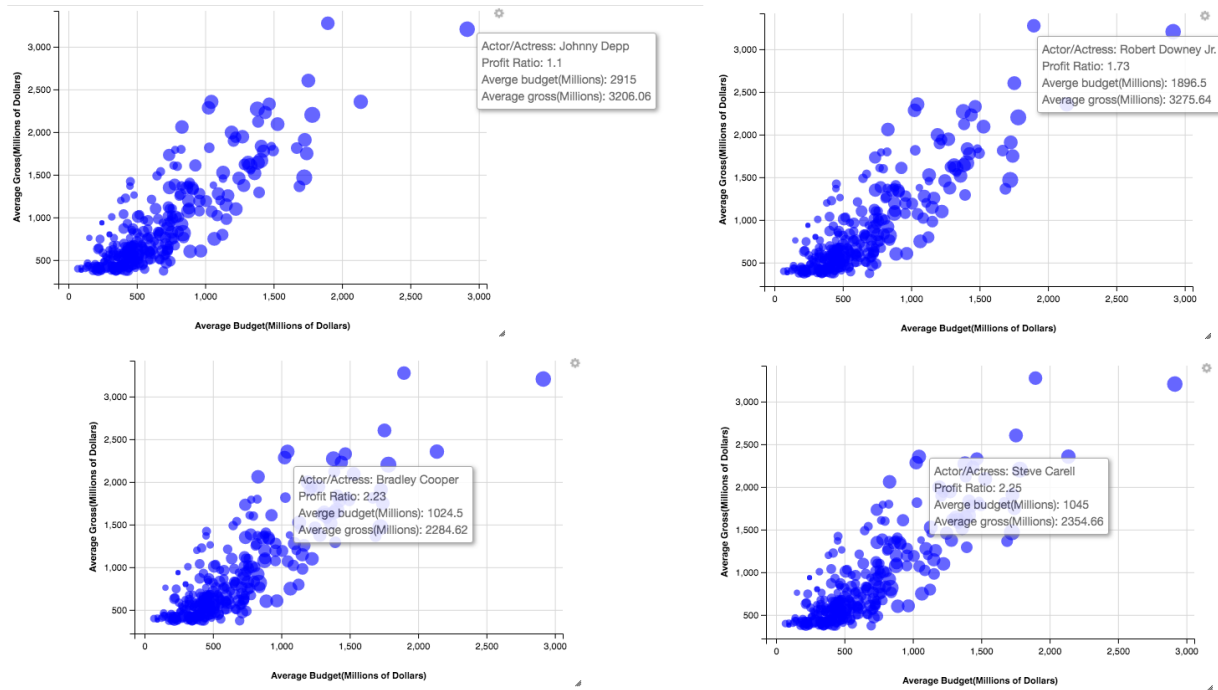 3,000
2,500
2,000
1,500
1,000
500
Average Gross(Millions of Dollars)
0
500
1,000
1,500
2,000
2,500
3,000
Average Budget(Millions of Dollars)
Actor/Actress: Johnny Depp
Profit Ratio: 1.1
Averge budget(Millions): 2915
Average gross(Millions): 3206.06
3,000
2,500
2,000
1,500
1,000
500
Average Gross(Millions of Dollars)
0
500
1,000
1,500
2,000
2,500
3,000
Average Budget(Millions of Dollars)
Actor/Actress: Robert Downey Jr.
Profit Ratio: 1.73
Averge budget(Millions): 1896.5
Average gross(Millions): 3275.64
3,000
2,500
2,000
1,500
1,000
500
Average Gross(Millions of Dollars)
0
500
1,000
1,500
2,000
2,500
3,000
Average Budget(Millions of Dollars)
Actor/Actress: Bradley Cooper
Profit Ratio: 2.23
Averge budget(Millions): 1024.5
Average gross(Millions): 2284.62
3,000
2,500
2,000
1,500
1,000
500
Average Gross(Millions of Dollars)
0
500
1,000
1,500
2,000
2,500
3,000
Average Budget(Millions of Dollars)
Actor/Actress: Steve Carell
Profit Ratio: 2.25
Averge budget(Millions): 1045
Average gross(Millions): 2354.66